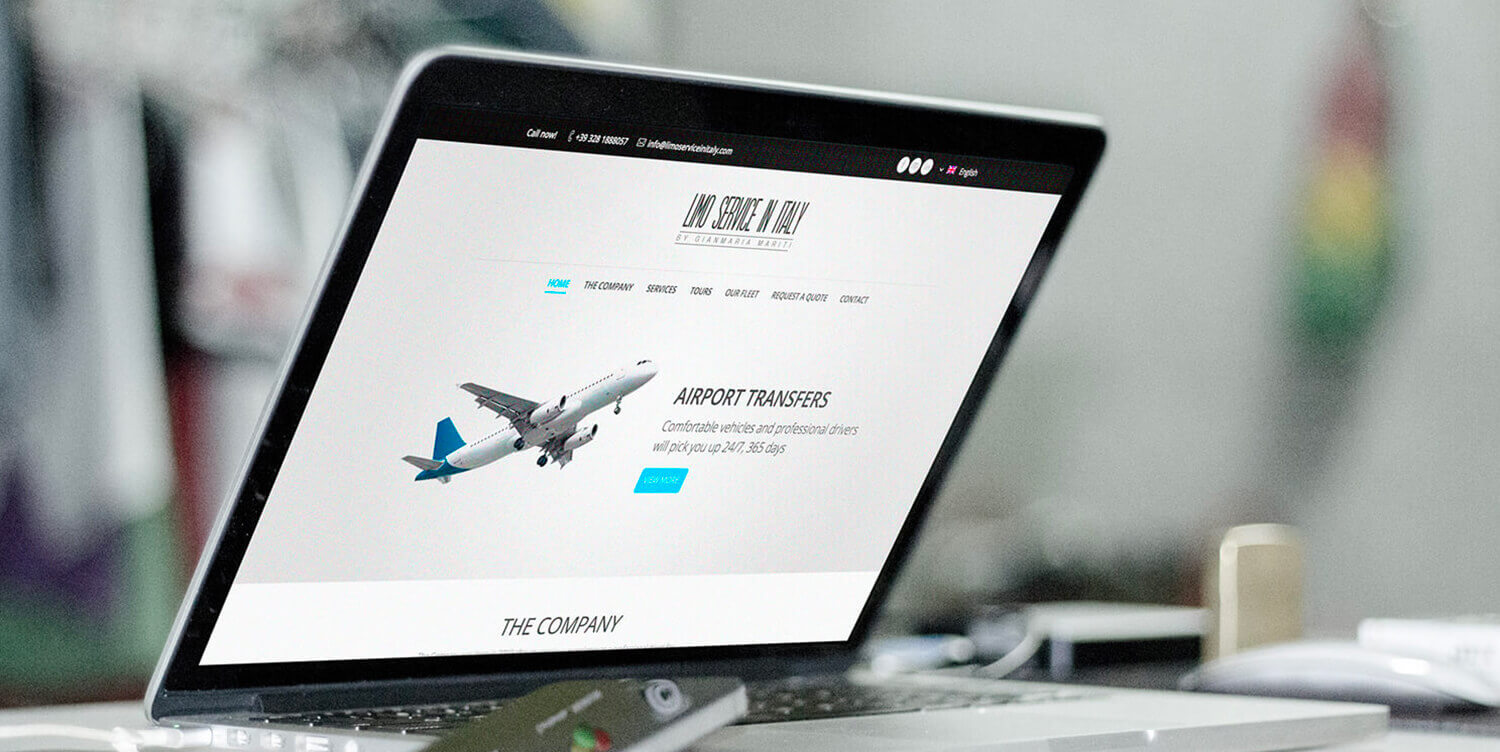 Call now! +39 328 1888057 info@limoserviceinitaly.com English
LIMO SERVICE IN ITALY
BY GIANMARIA MARITI
HOME THE COMPANY SERVICES TOURS OUR FLEET REQUEST A QUOTE CONTACT
AIRPORT TRANSFERS
Comfortable vehicles and professional drivers
will pick you up 24/7, 365 days
VIEW MORE
THE COMPANY